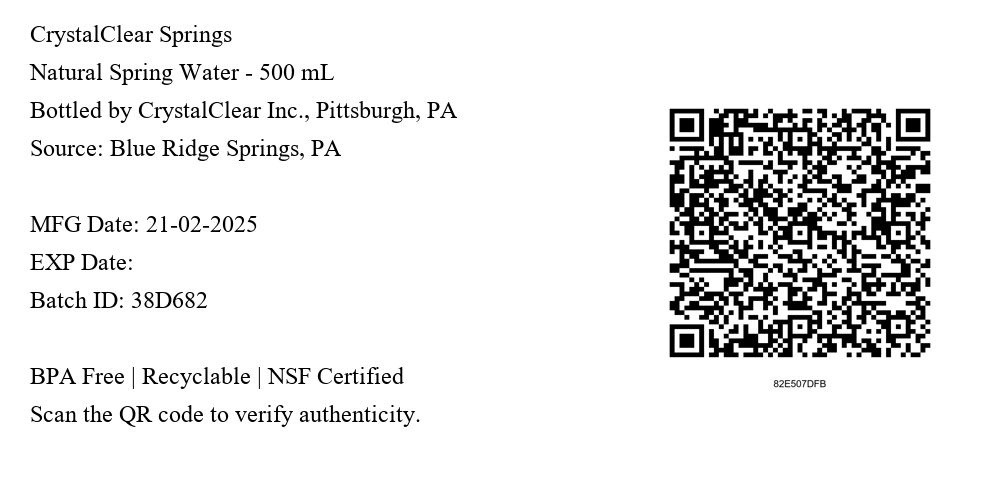 CrystalClear Springs
Natural Spring Water - 500 mL
Bottled by CrystalClear Inc., Pittsburgh, PA
Source: Blue Ridge Springs, PA
MFG Date: 21-02-2025
EXP Date:
Batch ID: 38D682
BPA Free | Recyclable | NSF Certified
Scan the QR code to verify authenticity.
82E507DFB